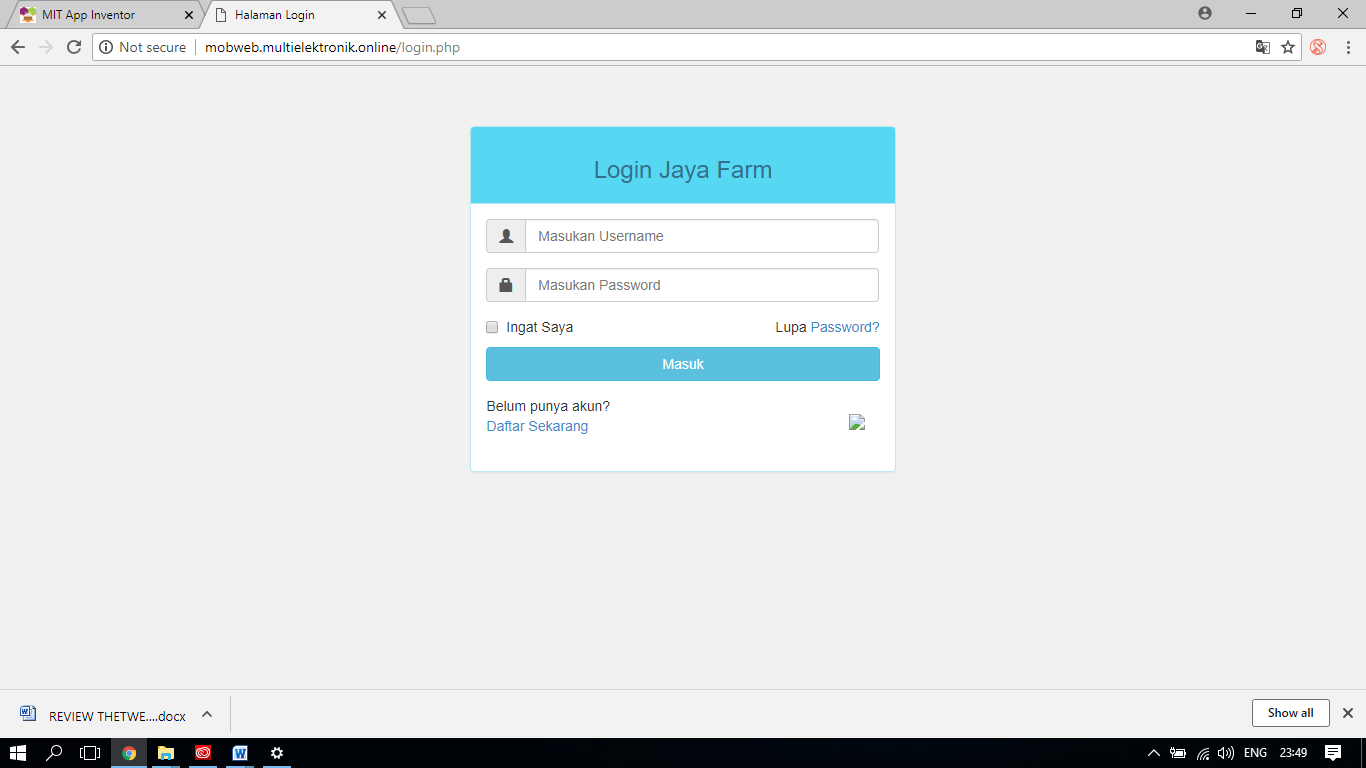 MIT App Inventor
Halaman Login
Not secure
mobweb.multielektronik.online/login.php
Login Jaya Farm
Masukan Username
Masukan Password
Ingat Saya
Lupa Password?
Masuk
Belum punya akun?
Daftar Sekarang
REVIEW THETWE....docx
Show all
ENG
23:49